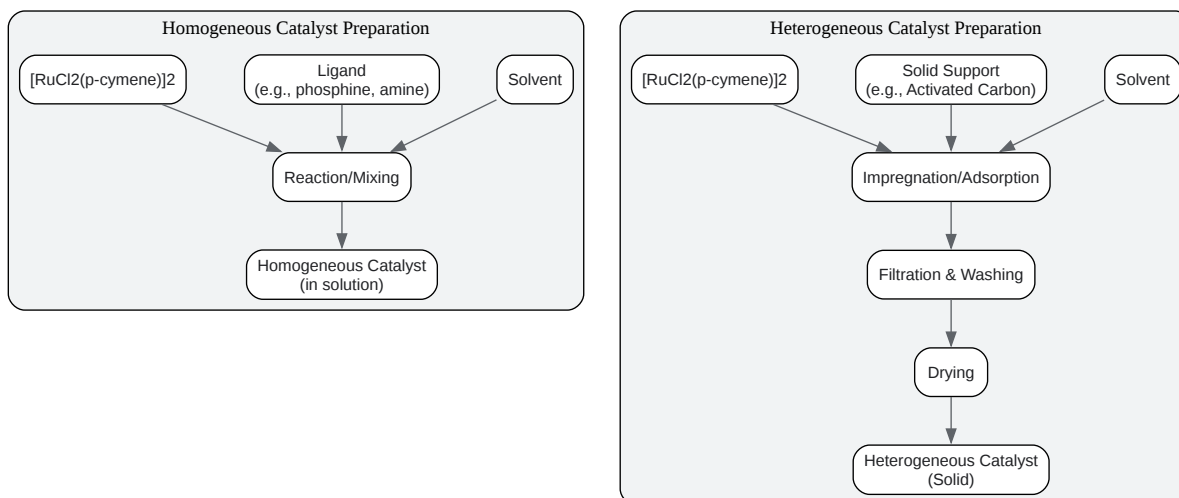 Homogeneous Catalyst Preparation
[RuCl2(p-cymene)]2
Ligand
(e.g., phosphine, amine)
Solvent
Reaction/Mixing
Homogeneous Catalyst
(in solution)
Heterogeneous Catalyst Preparation
[RuCl2(p-cymene)]2
Solid Support
(e.g., Activated Carbon)
Solvent
Impregnation/Adsorption
Filtration & Washing
Drying
Heterogeneous Catalyst
(Solid)